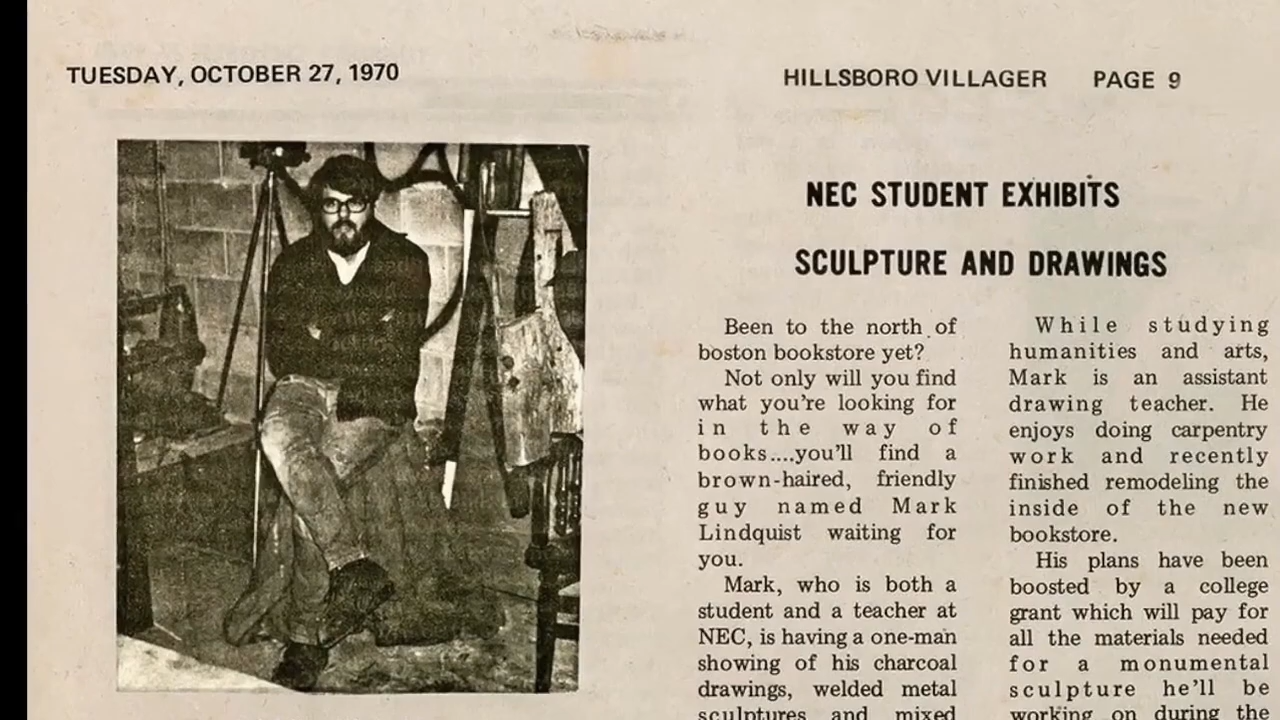 TUESDAY, OCTOBER 27, 1970
HILLSBORO VILLAGER PAGE 9
NEC STUDENT EXHIBITS
SCULPTURE AND DRAWINGS
Been to the north of
boston bookstore yet?
Not only will you find
what you're looking for
in the way of
books....you'll find a
brown-haired, friendly
guy named Mark
Lindquist waiting for
you.
Mark, who is both a
student and a teacher at
NEC, is having a one-man
showing of his charcoal
drawings, welded metal
sculptures and mixed
While studying
humanities and arts,
Mark is an assistant
drawing teacher. He
enjoys doing carpentry
work and recently
finished remodeling the
inside of the new
bookstore.
His plans have been
boosted by a college
grant which will pay for
all the materials needed
for a monumental
sculpture he'll be
working on during the